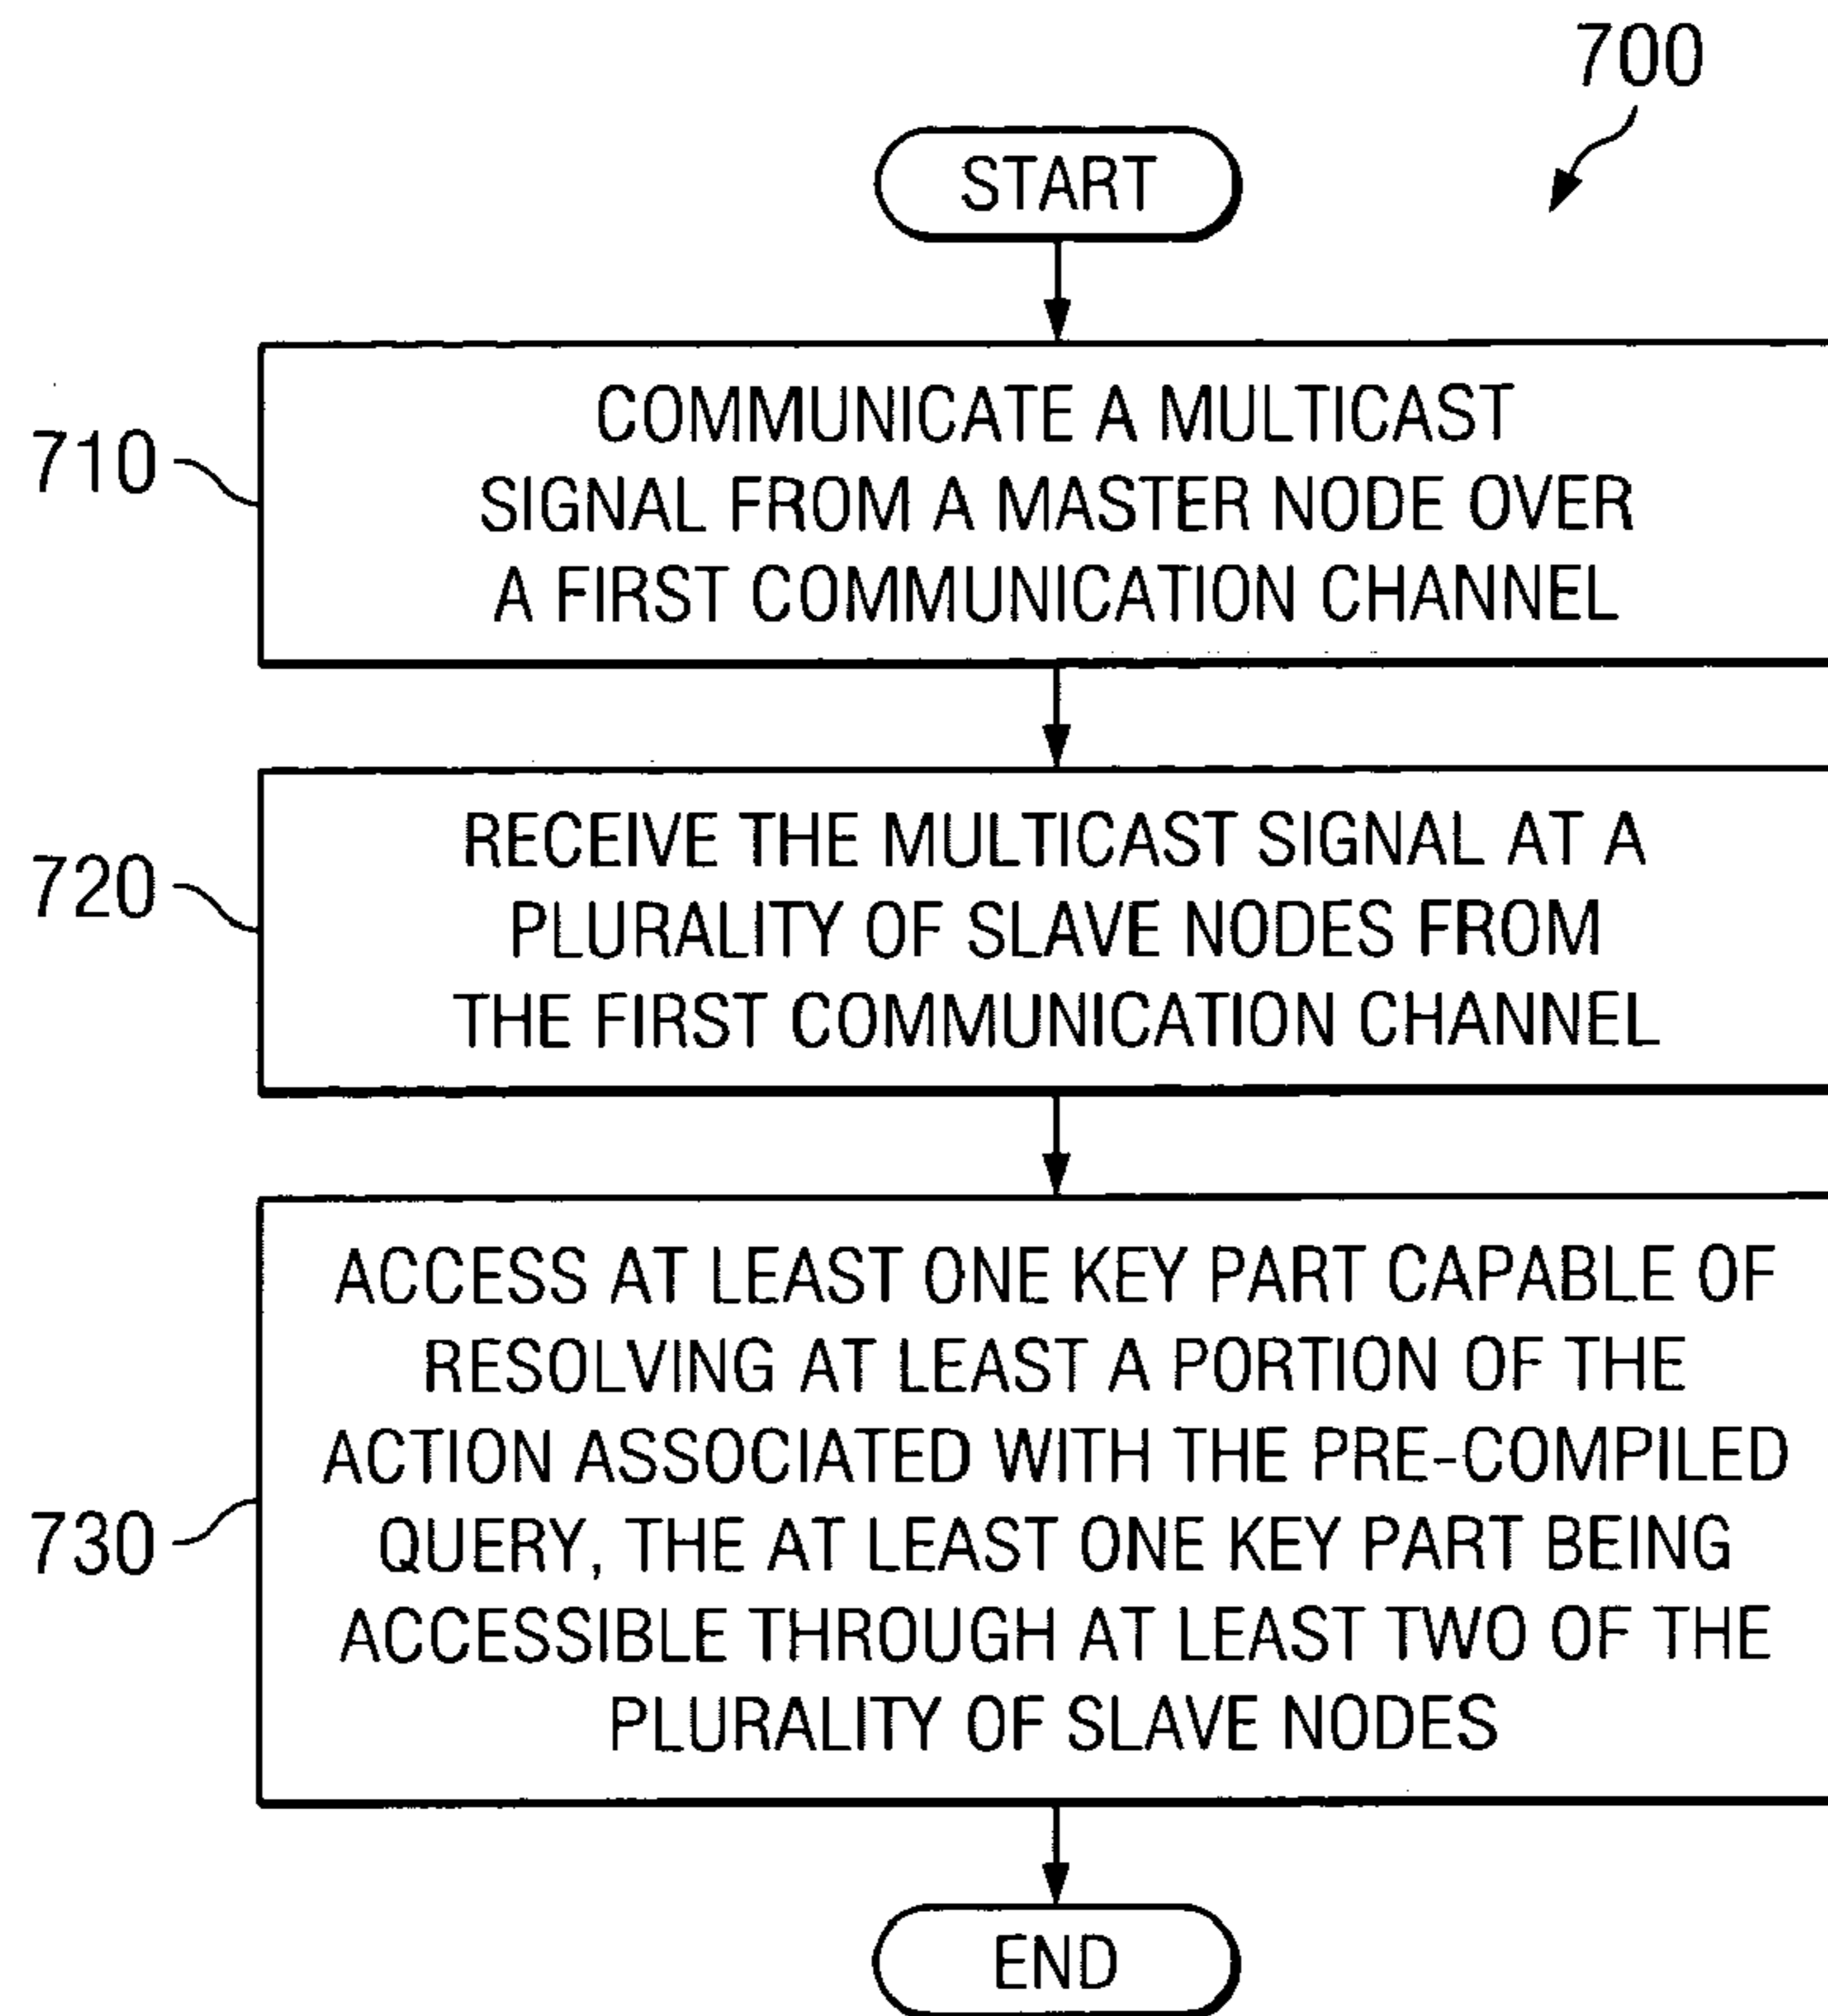 700
START
710
COMMUNICATE A MULTICAST
SIGNAL FROM A MASTER NODE OVER
A FIRST COMMUNICATION CHANNEL
720
RECEIVE THE MULTICAST SIGNAL AT A
PLURALITY OF SLAVE NODES FROM
THE FIRST COMMUNICATION CHANNEL
730
ACCESS AT LEAST ONE KEY PART CAPABLE OF
RESOLVING AT LEAST A PORTION OF THE
ACTION ASSOCIATED WITH THE PRE-COMPILED
QUERY, THE AT LEAST ONE KEY PART BEING
ACCESSIBLE THROUGH AT LEAST TWO OF THE
PLURALITY OF SLAVE NODES
END